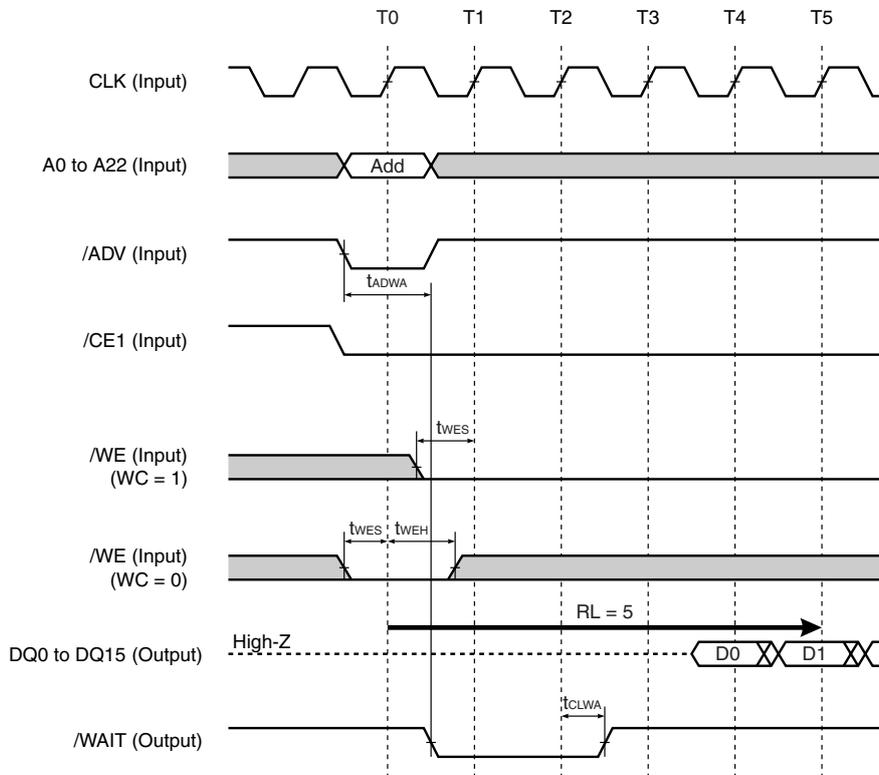 T0 T1 T2 T3 T4 T5
CLK (Input)
A0 to A22 (Input)
Add
/ADV (Input)
tADWA
/CE1 (Input)
tWES
/WE (Input)
(WC = 1)
tWES tWEH
/WE (Input)
(WC = 0)
RL = 5
High-Z
DQ0 to DQ15 (Output)
D0 D1
tCLWA
/WAIT (Output)